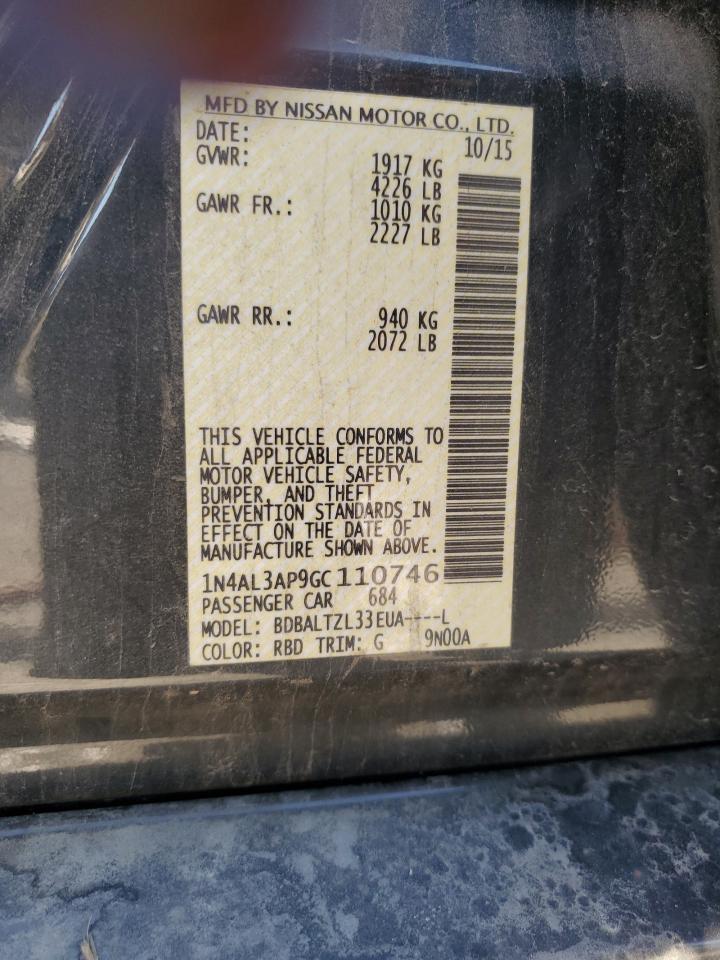 MFD BY NISSAN MOTOR CO., LTD.
DATE: 10/15
GVWR: 1917 KG
4226 LB
GAWR FR.: 1010 KG
2227 LB
GAWR RR.: 940 KG
2072 LB
THIS VEHICLE CONFORMS TO
ALL APPLICABLE FEDERAL
MOTOR VEHICLE SAFETY,
BUMPER, AND THEFT
PREVENTION STANDARDS IN
EFFECT ON THE DATE OF
MANUFACTURE SHOWN ABOVE.
1N4AL3AP9GC110746
PASSENGER CAR 684
MODEL: BDBALTZL33EUA----L
COLOR: RBD TRIM: G 9N00A